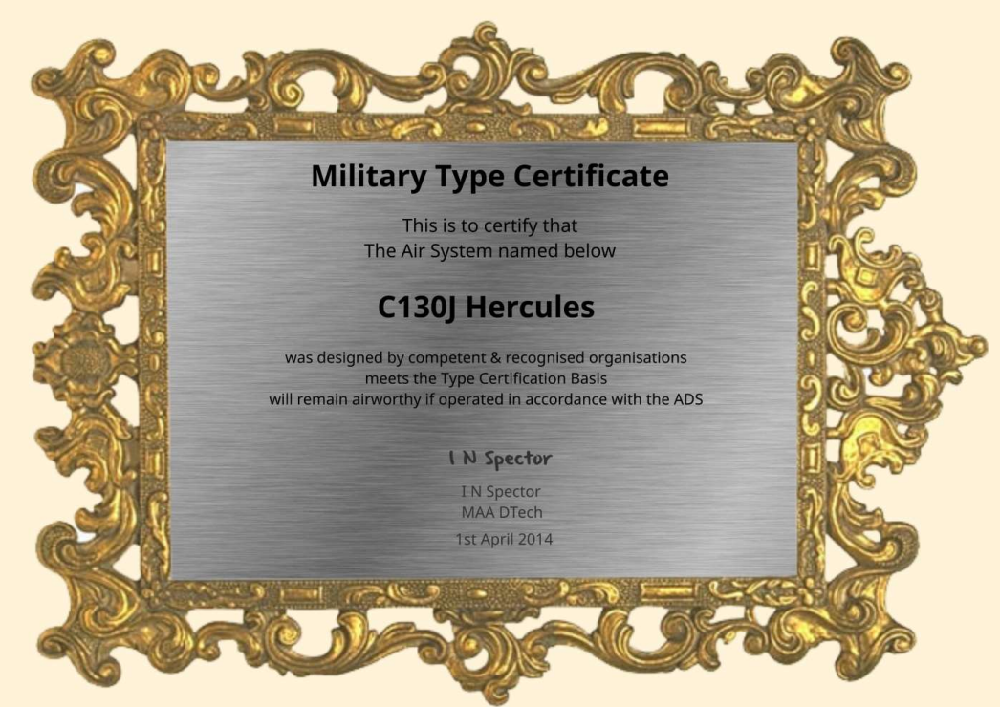 Military Type Certificate
This is to certify that
The Air System named below
C130J Hercules
was designed by competent & recognised organisations
meets the Type Certification Basis
will remain airworthy if operated in accordance with the ADS
I N Spector
I N Spector
MAA DTech
1st April 2014